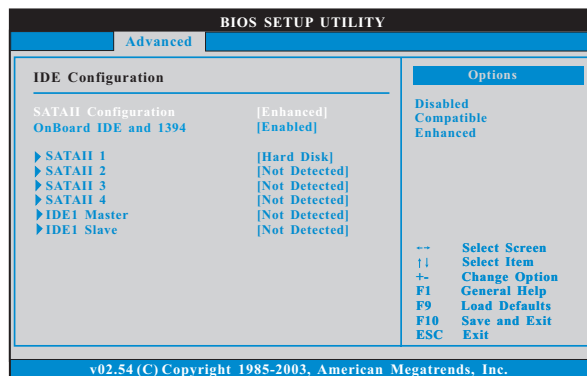 BIOS SETUP UTILITY
Advanced
IDE Configuration
SATAII Configuration [Enhanced]
OnBoard IDE and 1394 [Enabled]
SATAII 1 [Hard Disk]
SATAII 2 [Not Detected]
SATAII 3 [Not Detected]
SATAII 4 [Not Detected]
IDE1 Master [Not Detected]
IDE1 Slave [Not Detected]
Options
Disabled
Compatible
Enhanced
←→ Select Screen
↑↓ Select Item
+- Change Option
F1 General Help
F9 Load Defaults
F10 Save and Exit
ESC Exit
v02.54 (C) Copyright 1985-2003, American Megatrends, Inc.